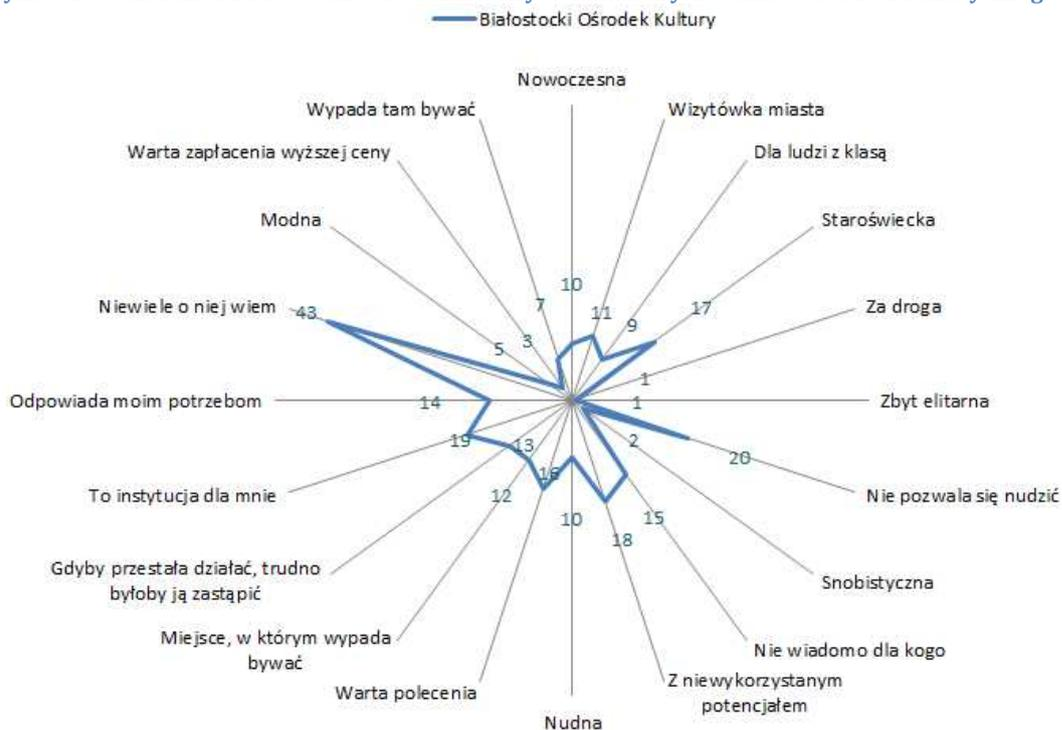 Białostocki Ośrodek Kultury
Nowoczesna
Wypada tam bywać
Wizytówka miasta
Warta zapłacenia wyższej ceny
Dla ludzi z klasą
Modna
Staroświecka
10
7
11
17
9
Niewiele o niej wiem
43
Za droga
3
5
1
Odpowiada moim potrzebom
14
1
Zbyt elitarna
19
13
2
20
To instytucja dla mnie
12
16
15
Nie pozwala się nudzić
10
18
Gdyby przestała działać, trudno
byłoby ją zastąpić
Snobistyczna
Miejsce, w którym wypada
bywać
Nie wiadomo dla kogo
Warta polecenia
Z niewykorzystanym
potencjałem
Nudna